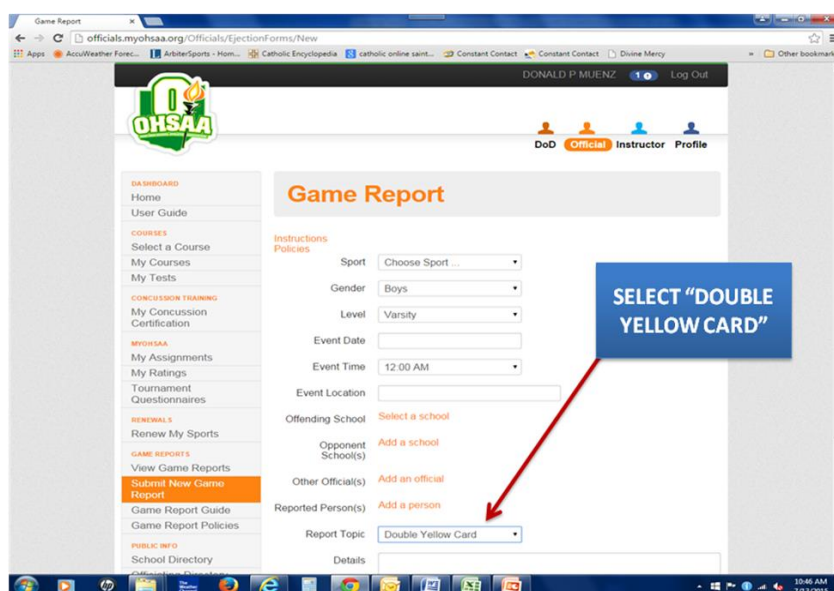 Game Report
officials.myohsaa.org/Officials/EjectionForms/New
Apps AccuWeather Forec... ArbiterSports - Hom... Catholic Encyclopedia catholic online saint... Constant Contact Constant Contact Divine Mercy » Other bookmark
DONALD P MUENZ 1 Log Out
OHSAA
DoD Official Instructor Profile
DASHBOARD
Home
User Guide
COURSES
Select a Course
My Courses
My Tests
CONCUSSION TRAINING
My Concussion
Certification
MYOHSAA
My Assignments
My Ratings
Tournament
Questionnaires
RENEWALS
Renew My Sports
GAME REPORTS
View Game Reports
Submit New Game
Report
Game Report Guide
Game Report Policies
PUBLIC INFO
School Directory
Game Report
Instructions
Policies
Sport Choose Sport ...
Gender Boys
Level Varsity
Event Date
Event Time 12:00 AM
Event Location
Offending School Select a school
Opponent
School(s) Add a school
Other Official(s) Add an official
Reported Person(s) Add a person
Report Topic Double Yellow Card
Details
SELECT “DOUBLE
YELLOW CARD”
10:46 AM